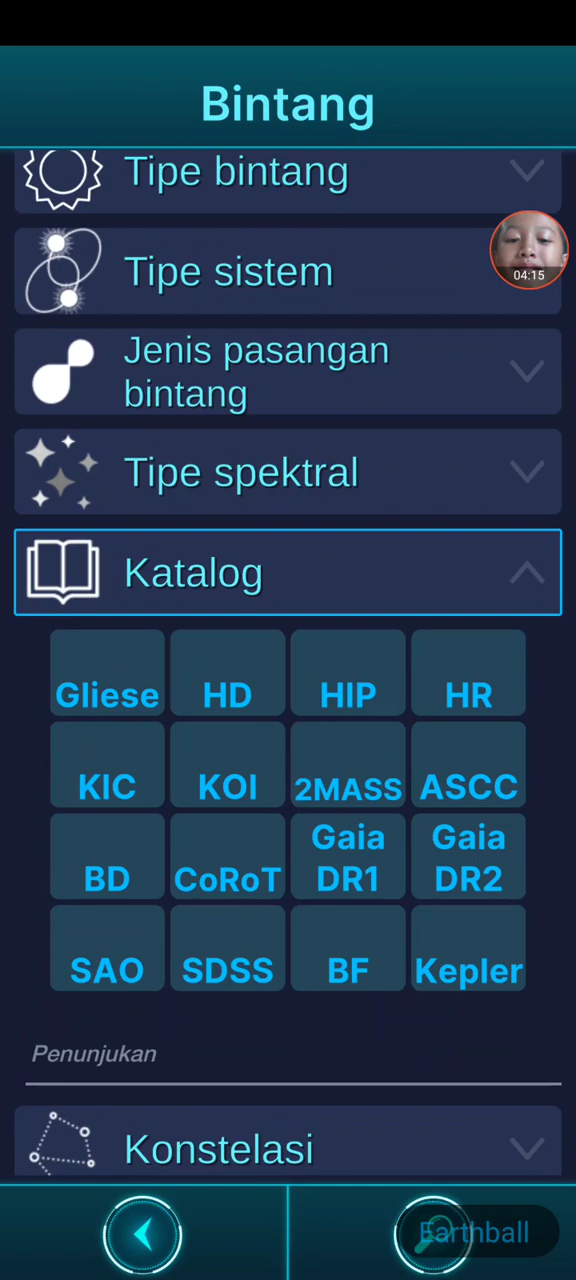 Bintang
Tipe bintang
04:15
Tipe sistem
Jenis pasangan
bintang
Tipe spektral
Katalog
Gliese HD HIP HR
KIC KOI 2MASS ASCC
BD CoRoT Gaia DR1 Gaia DR2
SAO SDSS BF Kepler
Penunjukan
Konstelasi
Earthball